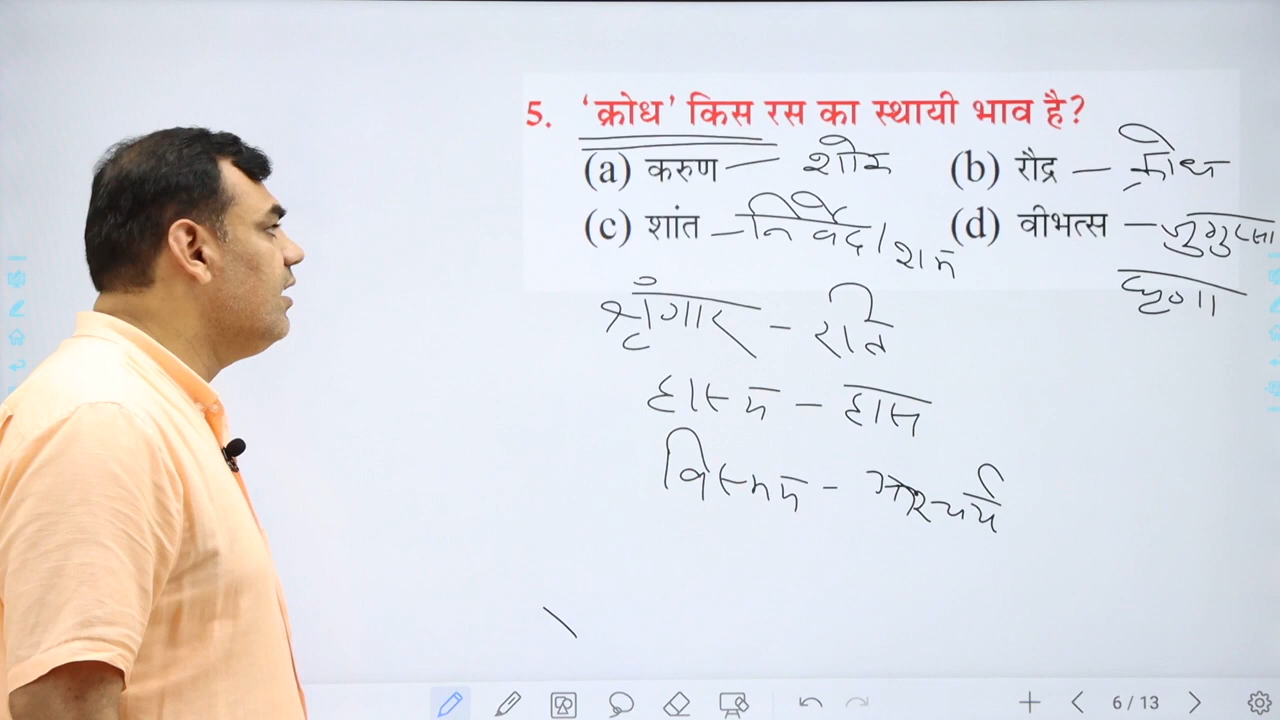 5. 'क्रोध' किस रस का स्थायी भाव है?
(a) करुण – शोक (b) रौद्र – क्रोध
(c) शांत – निर्वेद/शम (d) वीभत्स – जुगुप्सा
घृणा
श्रृंगार – रति
हास्य – हास
विस्मय – आश्चर्य
6 / 13